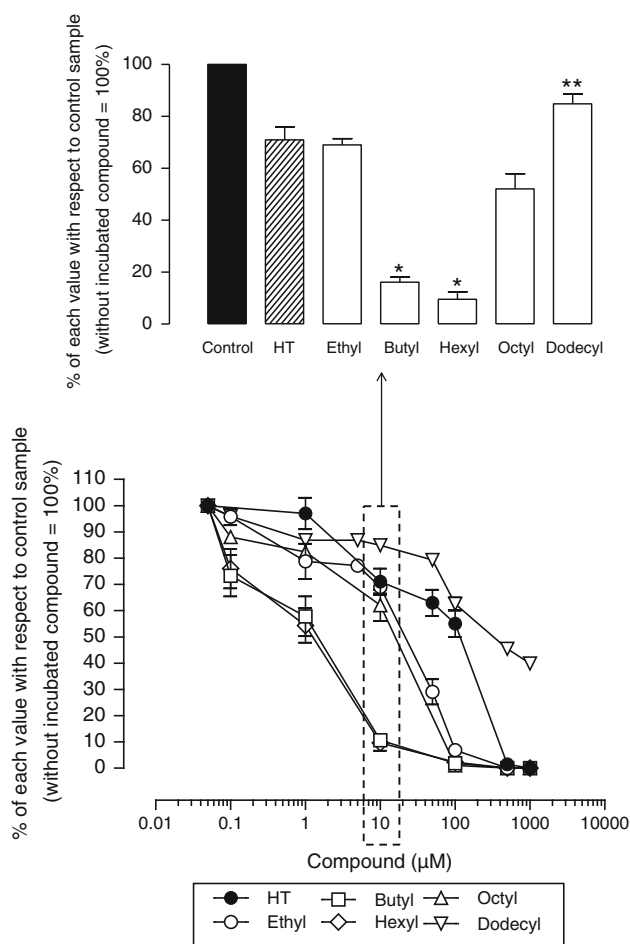 % of each value with respect to control sample
(without incubated compound = 100%)
100
80
60
40
20
0
*
*
**
Control HT Ethyl Butyl Hexyl Octyl Dodecyl
% of each value with respect to control sample
(without incubated compound = 100%)
110
100
90
80
70
60
50
40
30
20
10
0
0.01 0.1 1 10 100 1000 10000
Compound (µM)
HT Butyl Octyl
Ethyl Hexyl Dodecyl